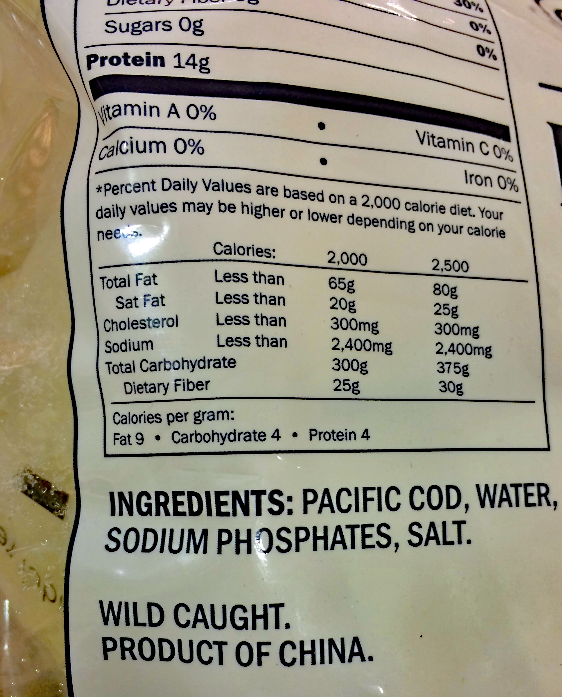 Dietary Fiber 0g
30%
Sugars 0g
0%
Protein 14g
0%
Vitamin A 0% • Vitamin C 0%
Calcium 0% • Iron 0%
*Percent Daily Values are based on a 2,000 calorie diet. Your
daily values may be higher or lower depending on your calorie
needs.
Calories: 2,000 2,500
Total Fat Less than 65g 80g
Sat Fat Less than 20g 25g
Cholesterol Less than 300mg 300mg
Sodium Less than 2,400mg 2,400mg
Total Carbohydrate 300g 375g
Dietary Fiber 25g 30g
Calories per gram:
Fat 9 • Carbohydrate 4 • Protein 4
INGREDIENTS: PACIFIC COD, WATER,
SODIUM PHOSPHATES, SALT.
WILD CAUGHT.
PRODUCT OF CHINA.